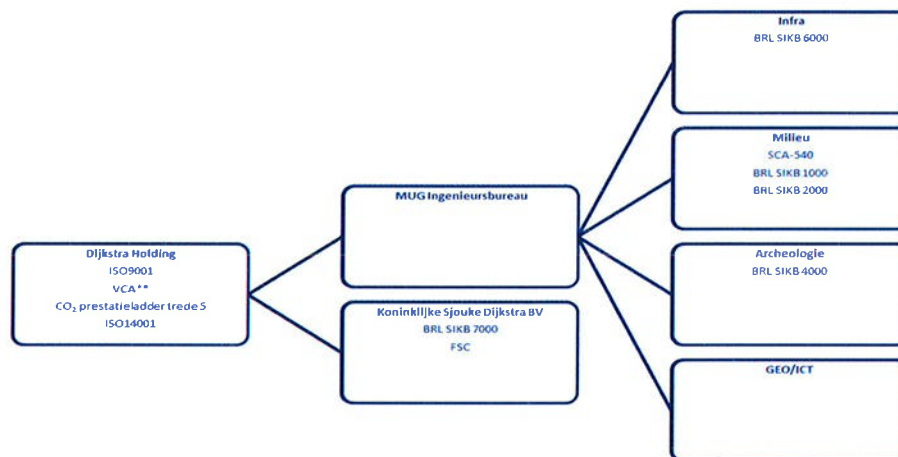 Dijkstra Holding
ISO9001
VCA**
CO₂ prestatieladder trede 5
ISO14001
MUG Ingenieursbureau
Koninklijke Sjouke Dijkstra BV
BRL SIKB 7000
FSC
Infra
BRL SIKB 6000
Milieu
SCA-540
BRL SIKB 1000
BRL SIKB 2000
Archeologie
BRL SIKB 4000
GEO/ICT